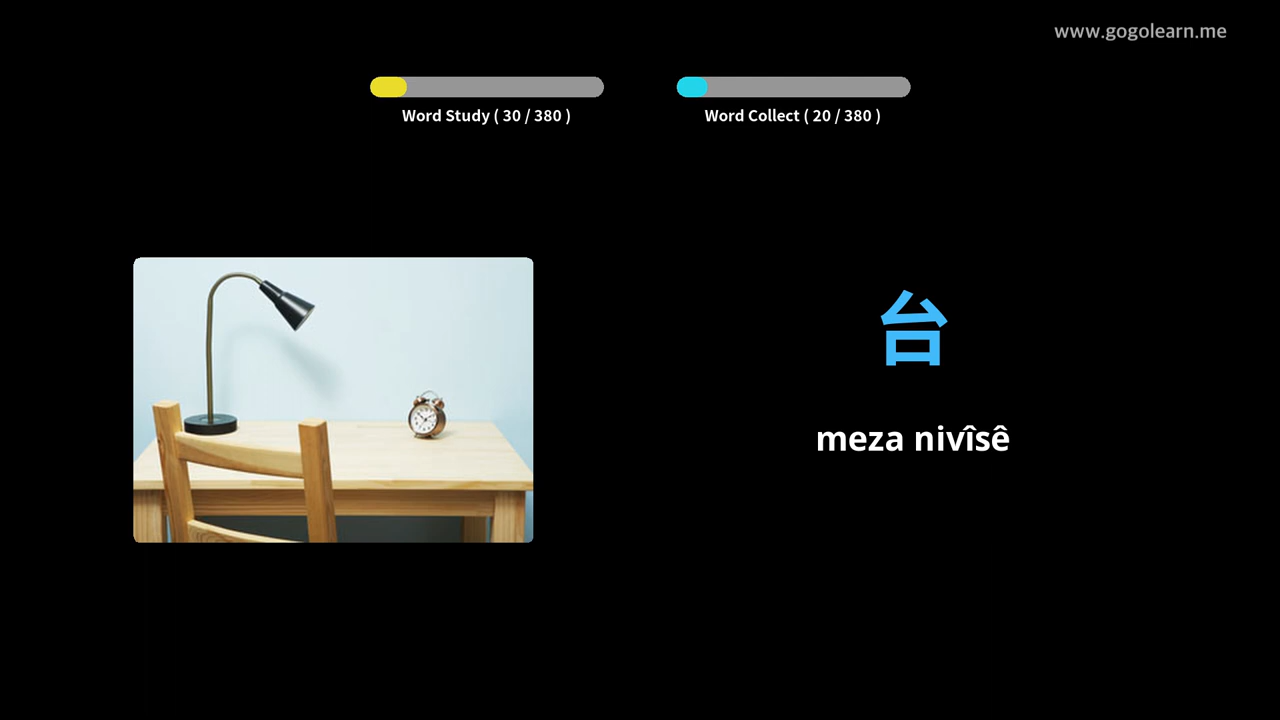 www.gogolearn.me
Word Study ( 30 / 380 )
Word Collect ( 20 / 380 )
台
meza nivîsê